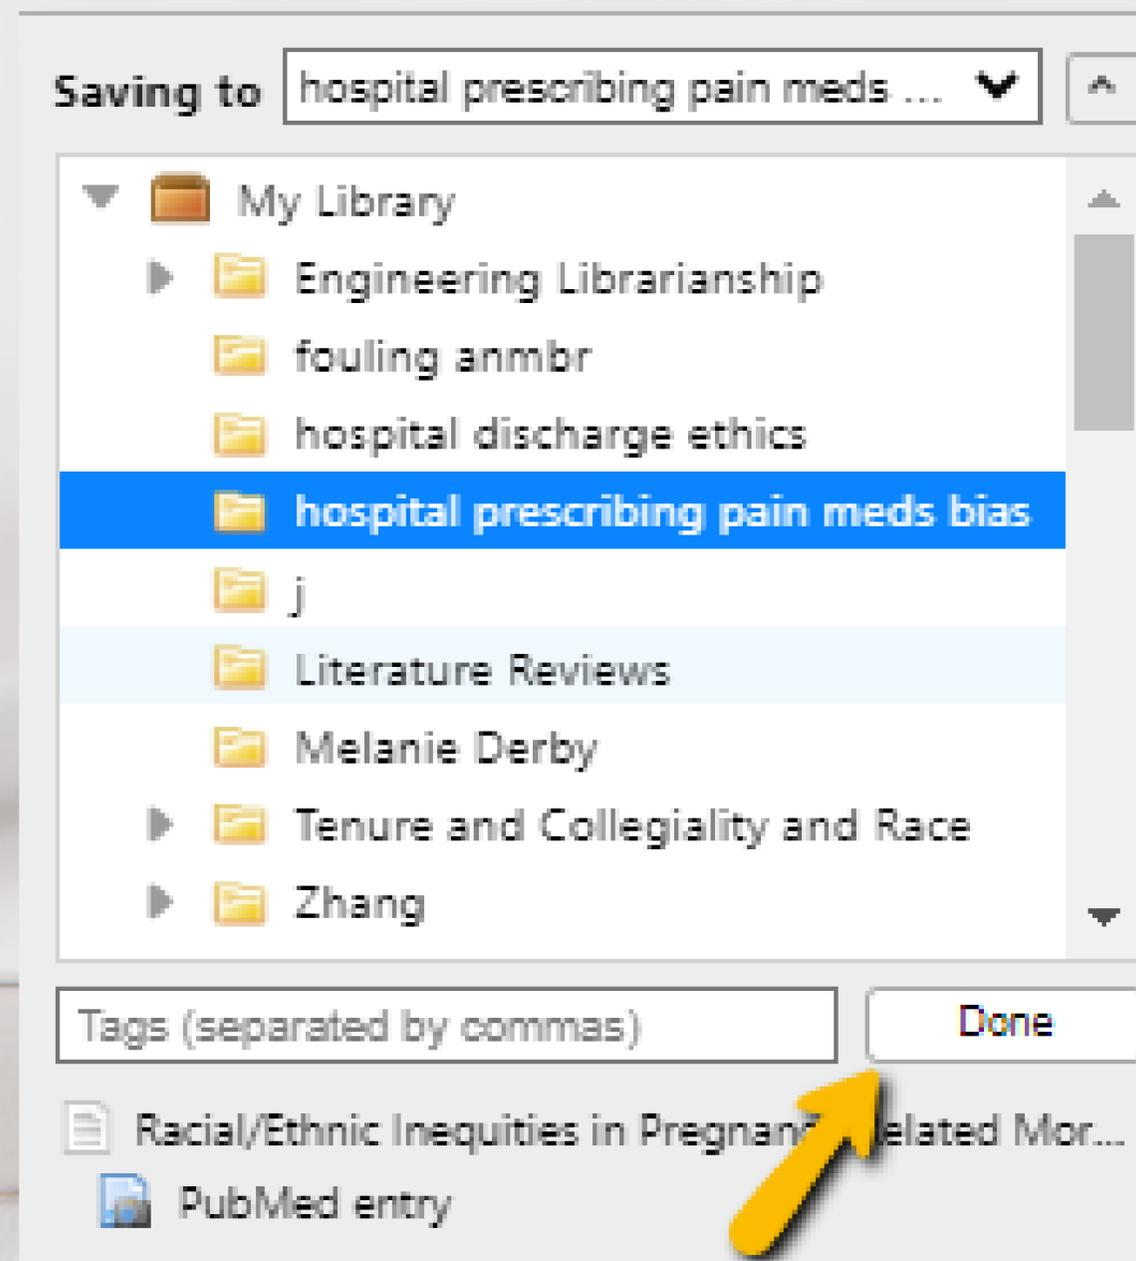 Saving to hospital prescribing pain meds ...
My Library
Engineering Librarianship
fouling anmbr
hospital discharge ethics
hospital prescribing pain meds bias
j
Literature Reviews
Melanie Derby
Tenure and Collegiality and Race
Zhang
Tags (separated by commas) Done
Racial/Ethnic Inequities in Mor...
PubMed entry